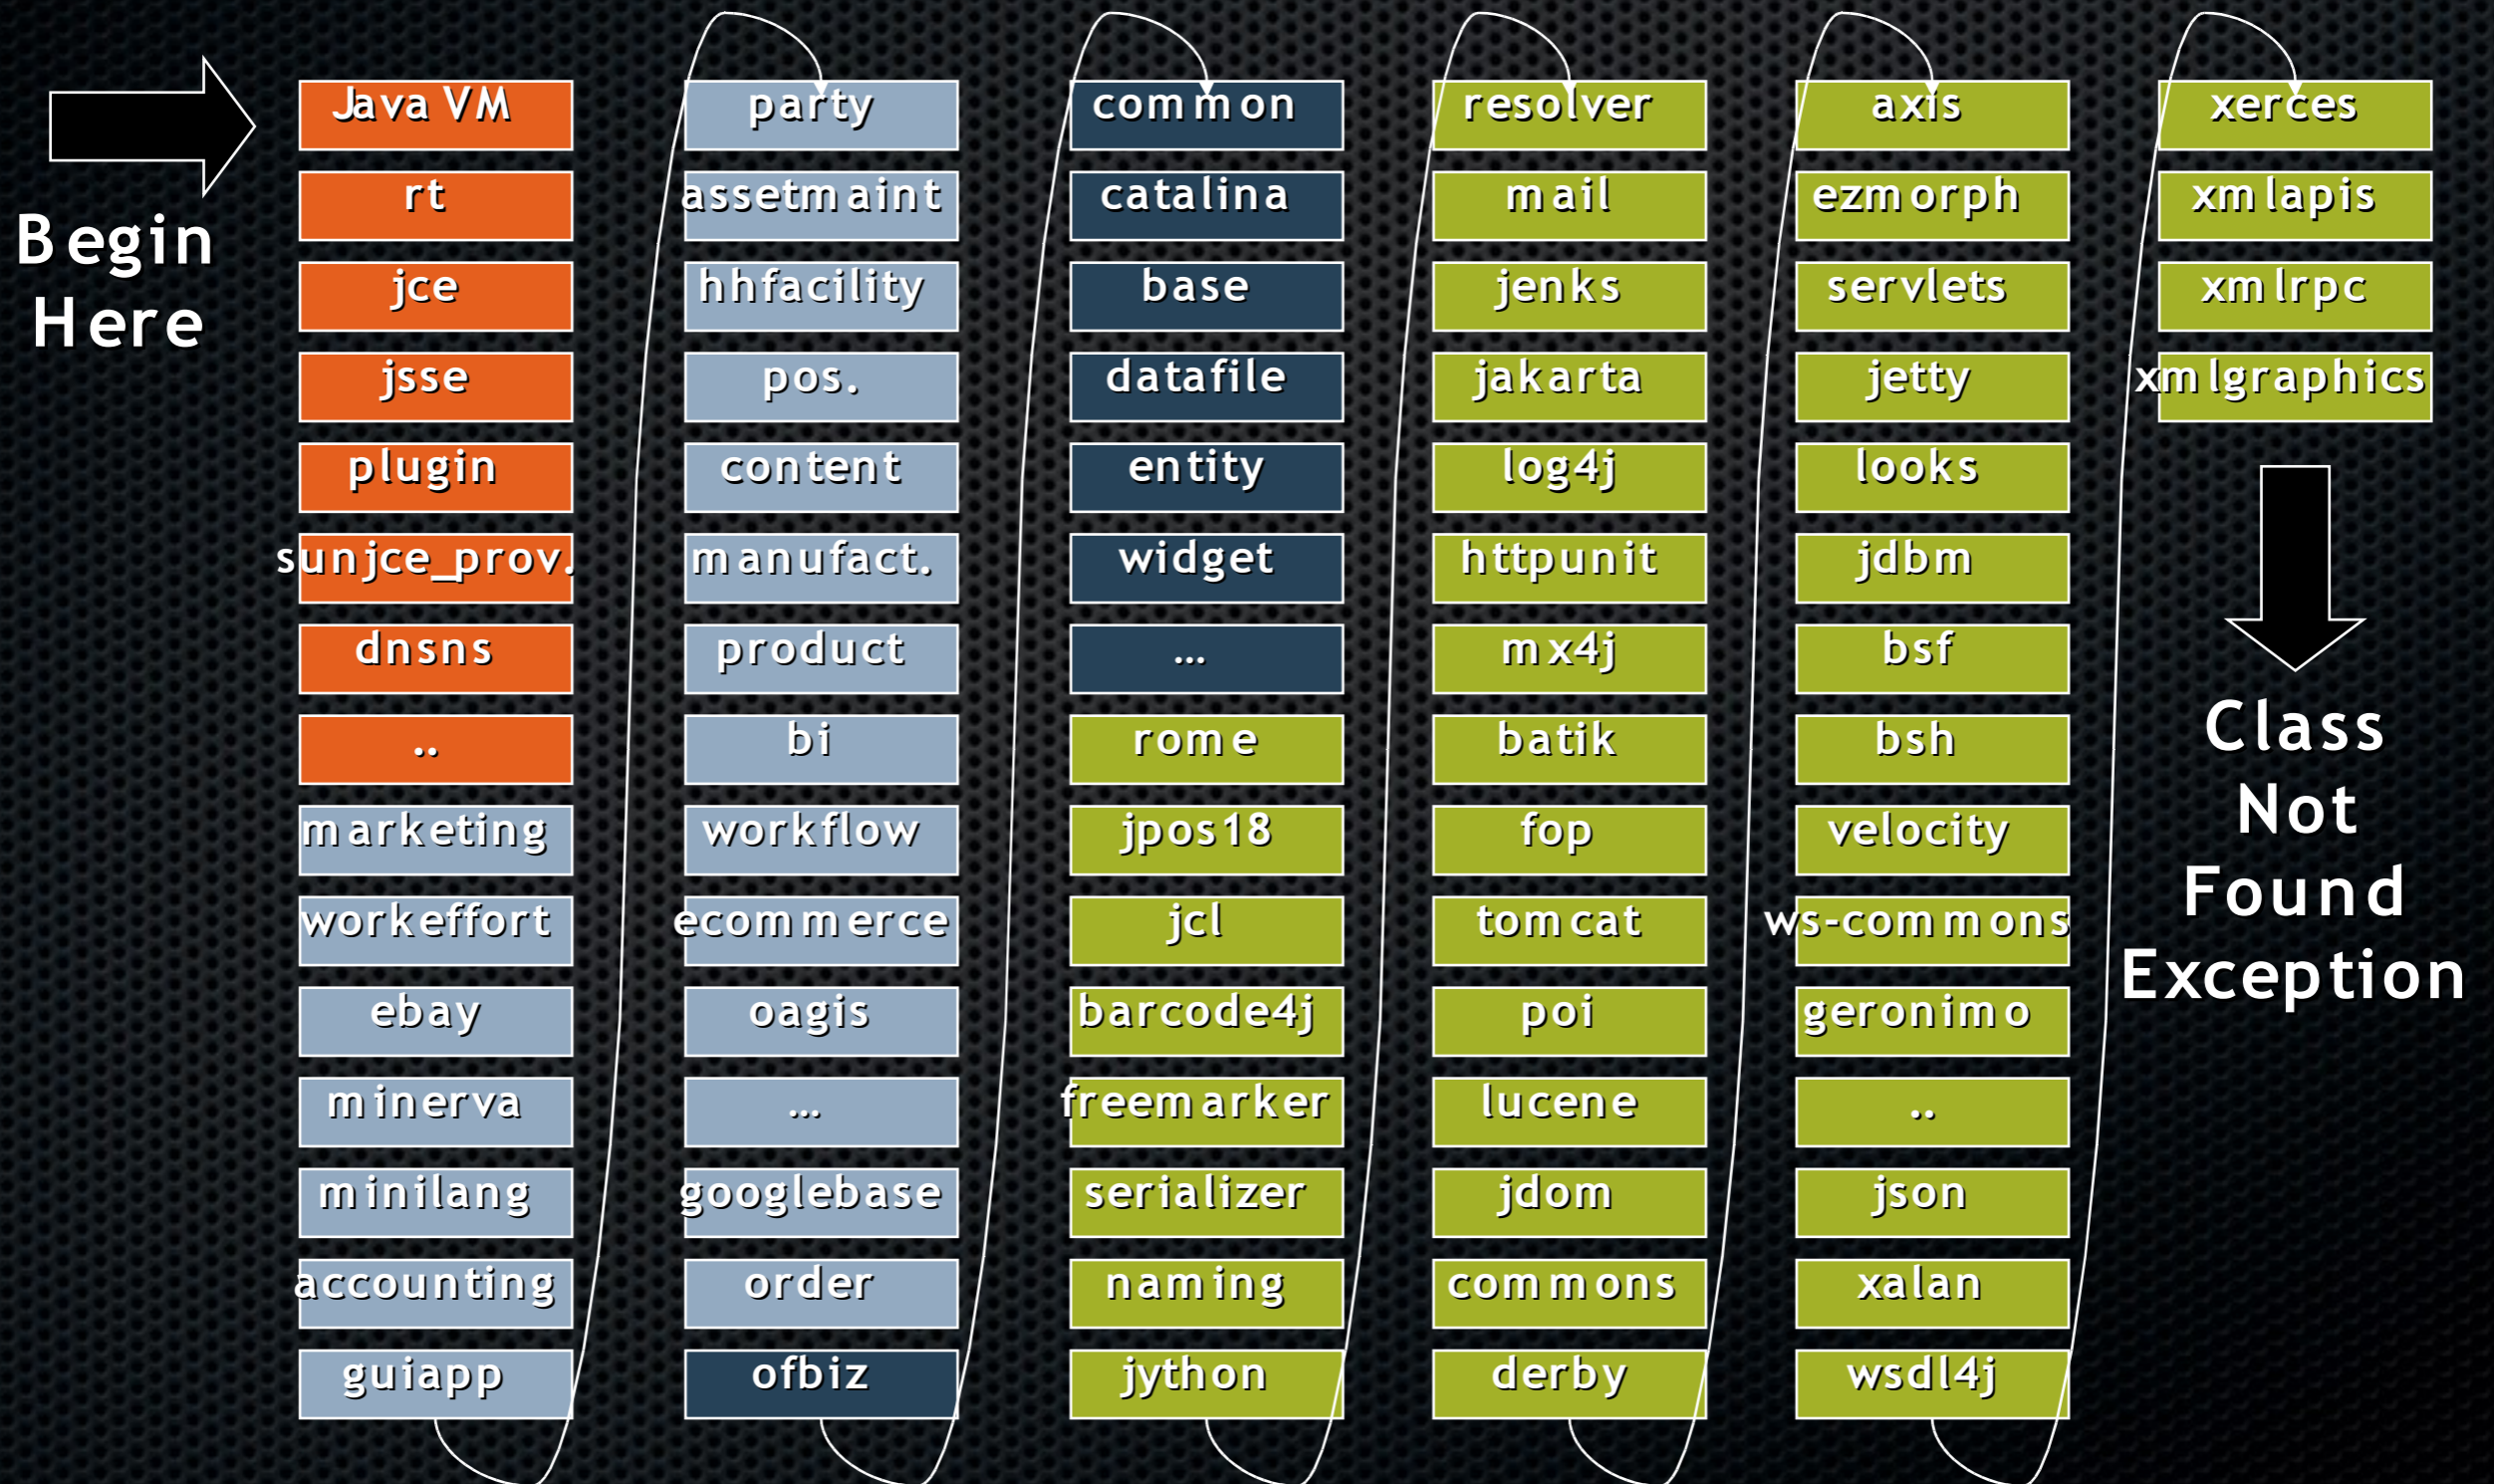 Begin
Here
Java VM
rt
jce
jsse
plugin
sunjce_prov.
dnsns
..
marketing
workeffort
ebay
minerva
minilang
accounting
guiapp
party
assetmaint
hhfacility
pos.
content
manufact.
product
bi
workflow
ecommerce
oagis
...
googlebase
order
ofbiz
common
catalina
base
datafile
entity
widget
...
rome
jpos18
jcl
barcode4j
freemarker
serializer
naming
jython
resolver
mail
jenks
jakarta
log4j
httpunit
mx4j
batik
fop
tomcat
poi
lucene
jdom
commons
derby
axis
ezmorph
servlets
jetty
looks
jdbm
bsf
bsh
velocity
ws-commons
geronimo
..
json
xalan
wsdl4j
xerces
xmlapis
xmlrpc
xmlgraphics
Class
Not
Found
Exception